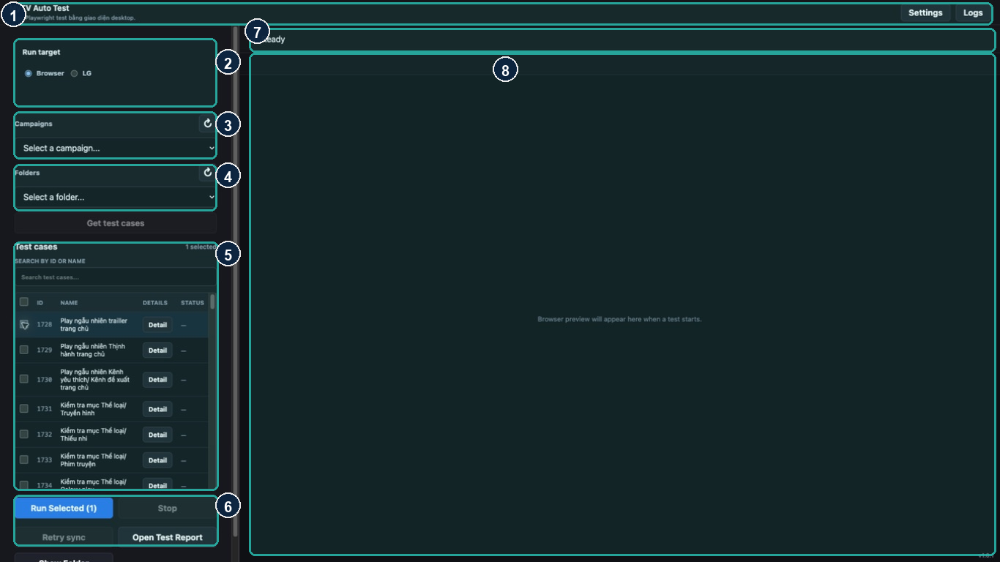 1
V Auto Test
Playwright test bằng giao diện desktop.
Settings
Logs
Run target
Browser
LG
2
Campaigns
↻
3
Select a campaign...
Folders
↻
4
Select a folder...
Get test cases
Test cases
1 selected
5
SEARCH BY ID OR NAME
Search test cases...
ID NAME DETAILS STATUS
1728 Play ngẫu nhiên trailler Detail —
trang chủ
1729 Play ngẫu nhiên Thịnh Detail —
hành trang chủ
1730 Play ngẫu nhiên Kênh Detail —
yêu thích/ Kênh đề xuất
trang chủ
1731 Kiểm tra mục Thể loại/ Detail —
Truyền hình
1732 Kiểm tra mục Thể loại/ Detail —
Thiếu nhi
1733 Kiểm tra mục Thể loại/ Detail —
Phim truyện
1734 Kiểm tra mục Thể loại/ Detail —
Run Selected (1)
Stop
6
Retry sync
Open Test Report
Show Folder
7
eady
8
Browser preview will appear here when a test starts.